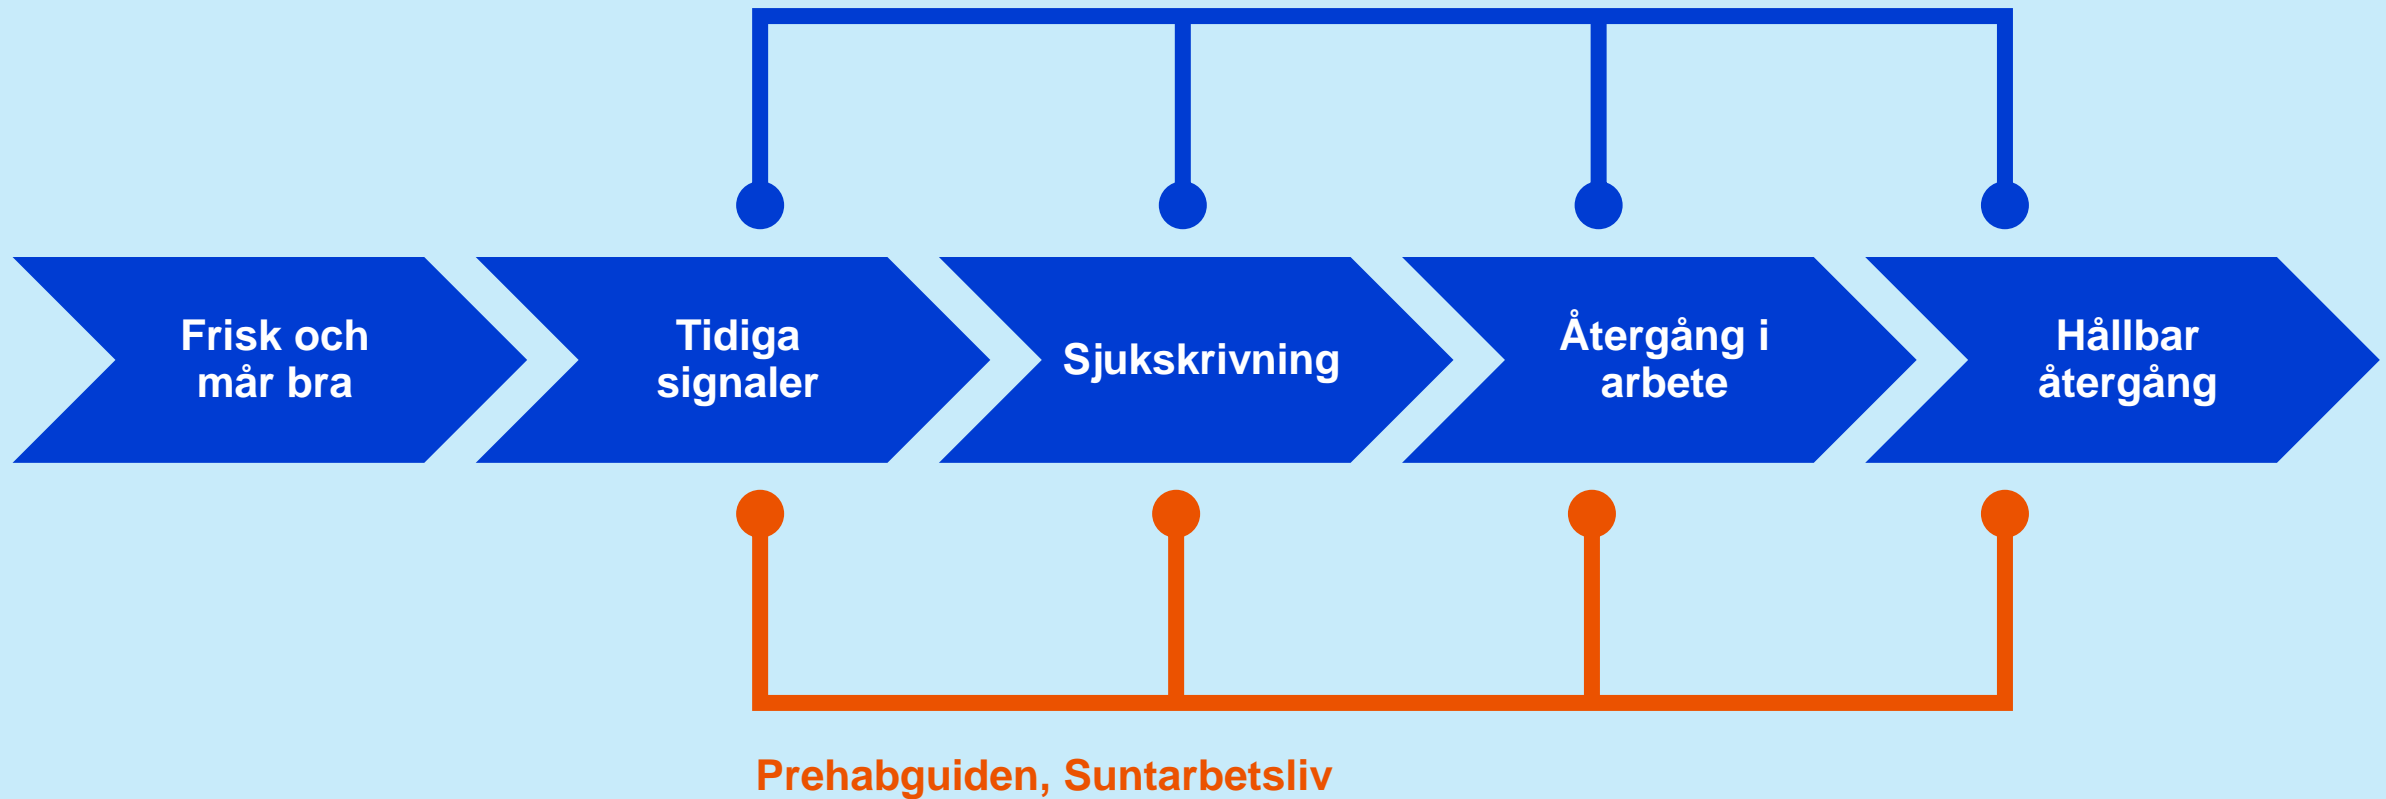 Frisk och
mår bra
Tidiga
signaler
Sjukskrivning
Återgång i
arbete
Hållbar
återgång
Prehabguiden, Suntarbetsliv